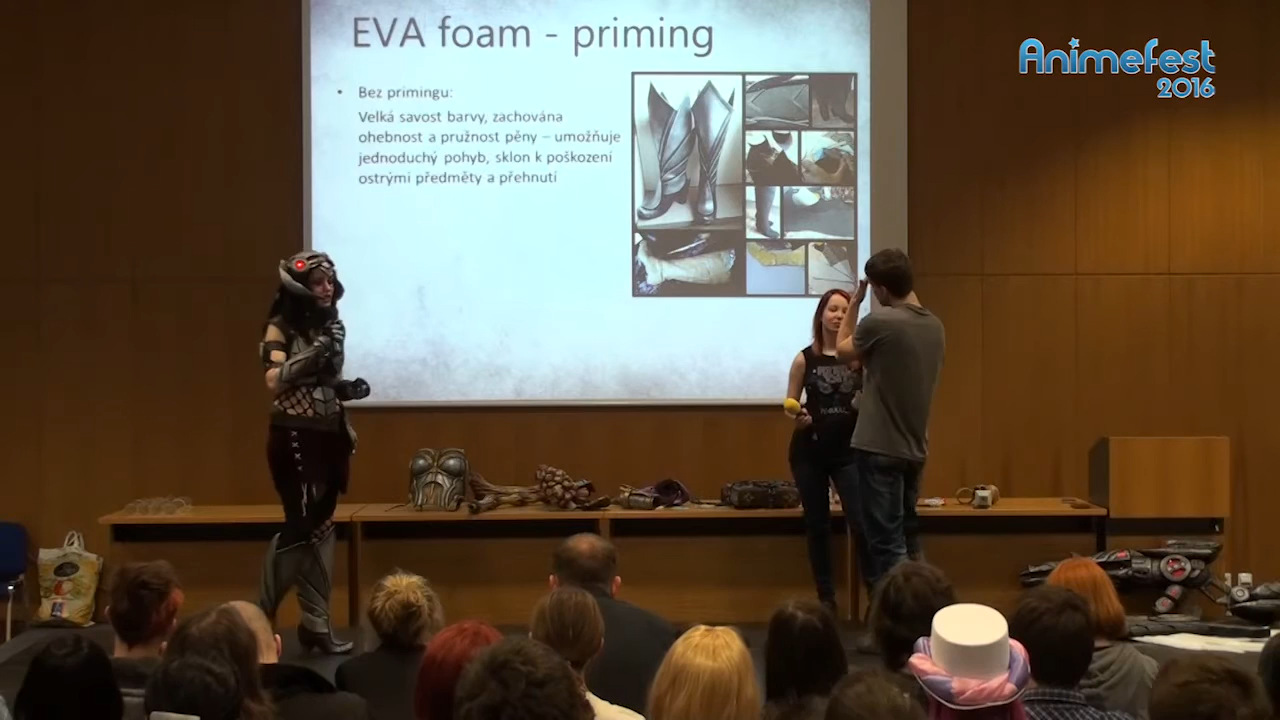 EVA foam - priming
AnimeFest
2016
• Bez primingu:
Velká savost barvy, zachována
ohebnost a pružnost pěny – umožňuje
jednoduchý pohyb, sklon k poškození
ostrými předměty a přehnutí